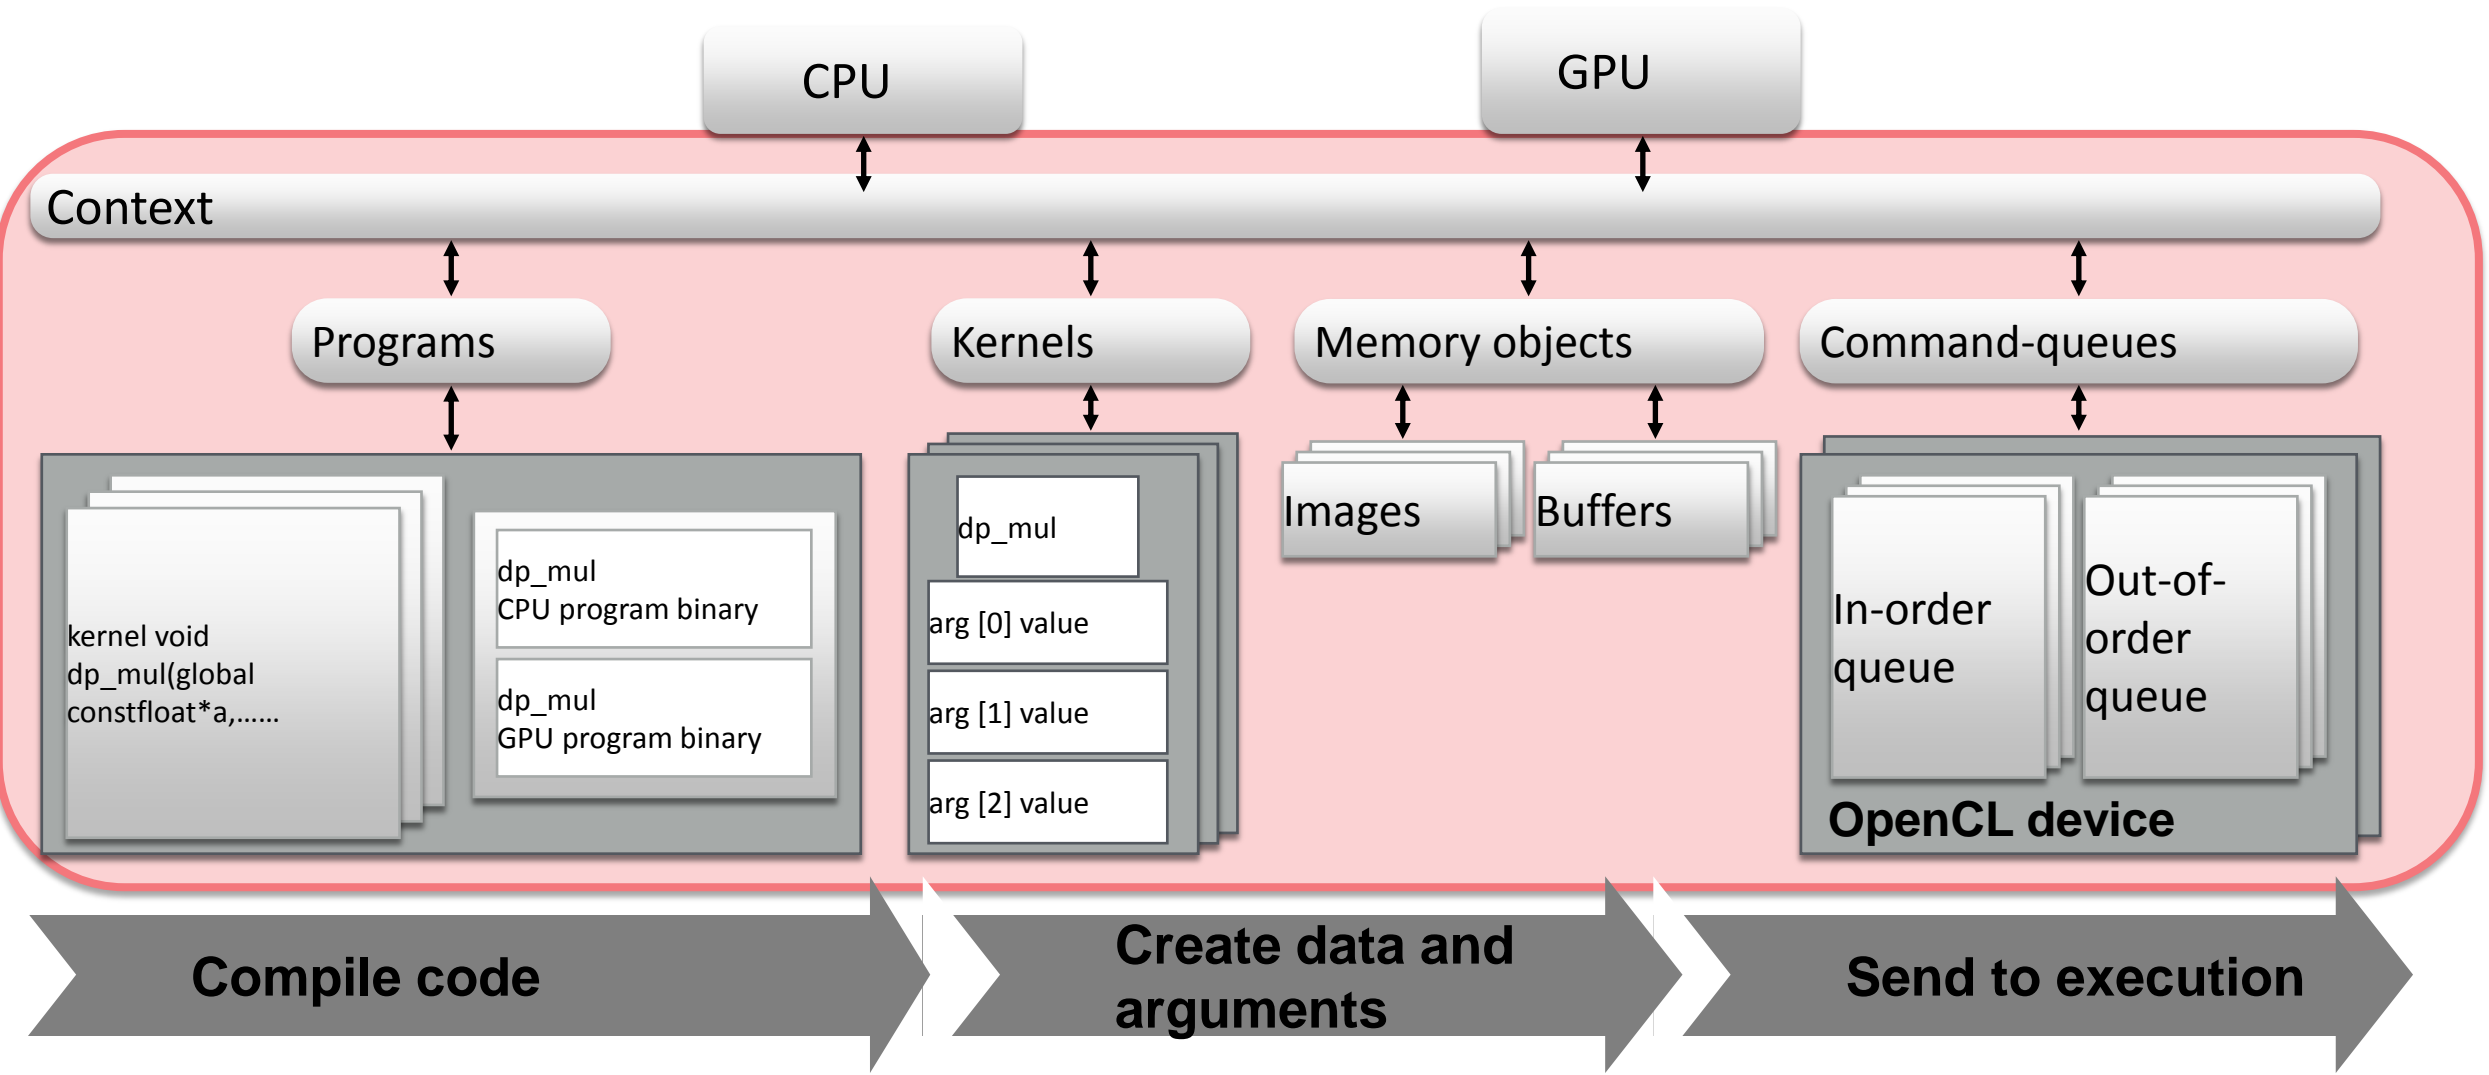 CPU
GPU
Context
Programs
Kernels
Memory objects
Command-queues
kernel void
dp_mul(global
constfloat*a,......
dp_mul
CPU program binary
dp_mul
GPU program binary
dp_mul
arg [0] value
arg [1] value
arg [2] value
Images
Buffers
In-order
queue
Out-of-
order
queue
OpenCL device
Compile code
Create data and
arguments
Send to execution